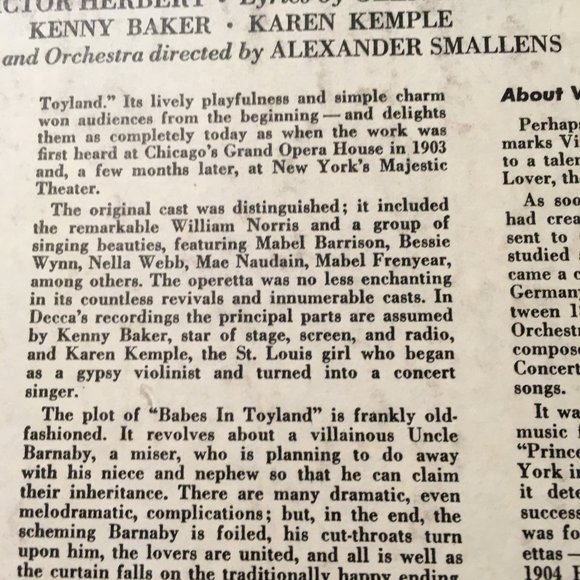 VICTOR HERBERT • Lyrics by
KENNY BAKER • KAREN KEMPLE
and Orchestra directed by ALEXANDER SMALLENS
Toyland." Its lively playfulness and simple charm
won audiences from the beginning — and delights
them as completely today as when the work was
first heard at Chicago's Grand Opera House in 1903
and, a few months later, at New York's Majestic
Theater.
The original cast was distinguished; it included
the remarkable William Norris and a group of
singing beauties, featuring Mabel Barrison, Bessie
Wynn, Nella Webb, Mae Naudain, Mabel Frenyear,
among others. The operetta was no less enchanting
in its countless revivals and innumerable casts. In
Decca's recordings the principal parts are assumed
by Kenny Baker, star of stage, screen, and radio,
and Karen Kemple, the St. Louis girl who began
as a gypsy violinist and turned into a concert
singer.
The plot of "Babes In Toyland" is frankly old-
fashioned. It revolves about a villainous Uncle
Barnaby, a miser, who is planning to do away
with his niece and nephew so that he can claim
their inheritance. There are many dramatic, even
melodramatic, complications; but, in the end, the
scheming Barnaby is foiled, his cut-throats turn
upon him, the lovers are united, and all is well as
the curtain falls on the traditionally happy ending
About V
Perhaps
marks Vi
to a talen
Lover, th
As soo
had crea
sent to
studied
came a c
Germany
tween 1
Orchestr
compose
Concert
songs.
It wa
music f
"Prince
York in
it dete
success
was fo
ettas —
1904